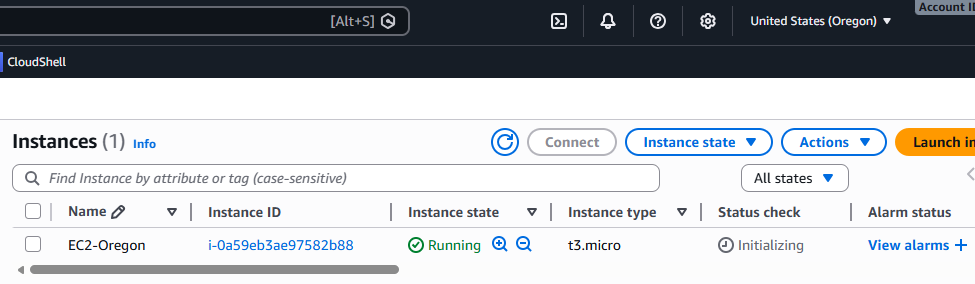 Account ID
[Alt+S] United States (Oregon)
CloudShell
Instances (1) Info Connect Instance state Actions Launch in
Find Instance by attribute or tag (case-sensitive) All states
Name Instance ID Instance state Instance type Status check Alarm status
EC2-Oregon i-0a59eb3ae97582b88 Running t3.micro Initializing View alarms +